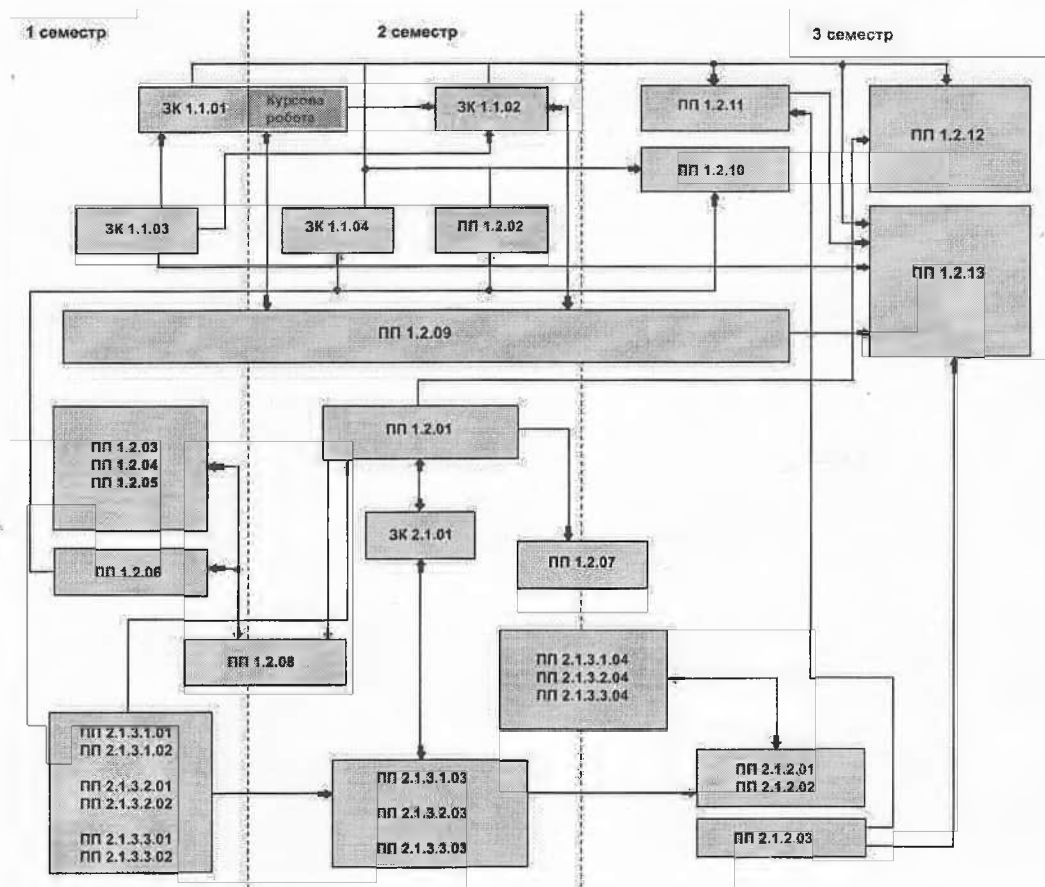 1 семестр
2 семестр
3 семестр
ЗК 1.1.01
Курсова
робота
ЗК 1.1.02
ПП 1.2.11
ПП 1.2.12
ПП 1.2.10
ЗК 1.1.03
ЗК 1.1.04
ПП 1.2.02
ПП 1.2.13
ПП 1.2.09
ПП 1.2.01
ПП 1.2.03
ПП 1.2.04
ПП 1.2.05
ЗК 2.1.01
ПП 1.2.06
ПП 1.2.07
ПП 1.2.08
ПП 2.1.3.1.04
ПП 2.1.3.2.04
ПП 2.1.3.3.04
ПП 2.1.3.1.01
ПП 2.1.3.1.02
ПП 2.1.3.2.01
ПП 2.1.3.2.02
ПП 2.1.3.3.01
ПП 2.1.3.3.02
ПП 2.1.3.1.03
ПП 2.1.3.2.03
ПП 2.1.3.3.03
ПП 2.1.2.01
ПП 2.1.2.02
ПП 2.1.2.03